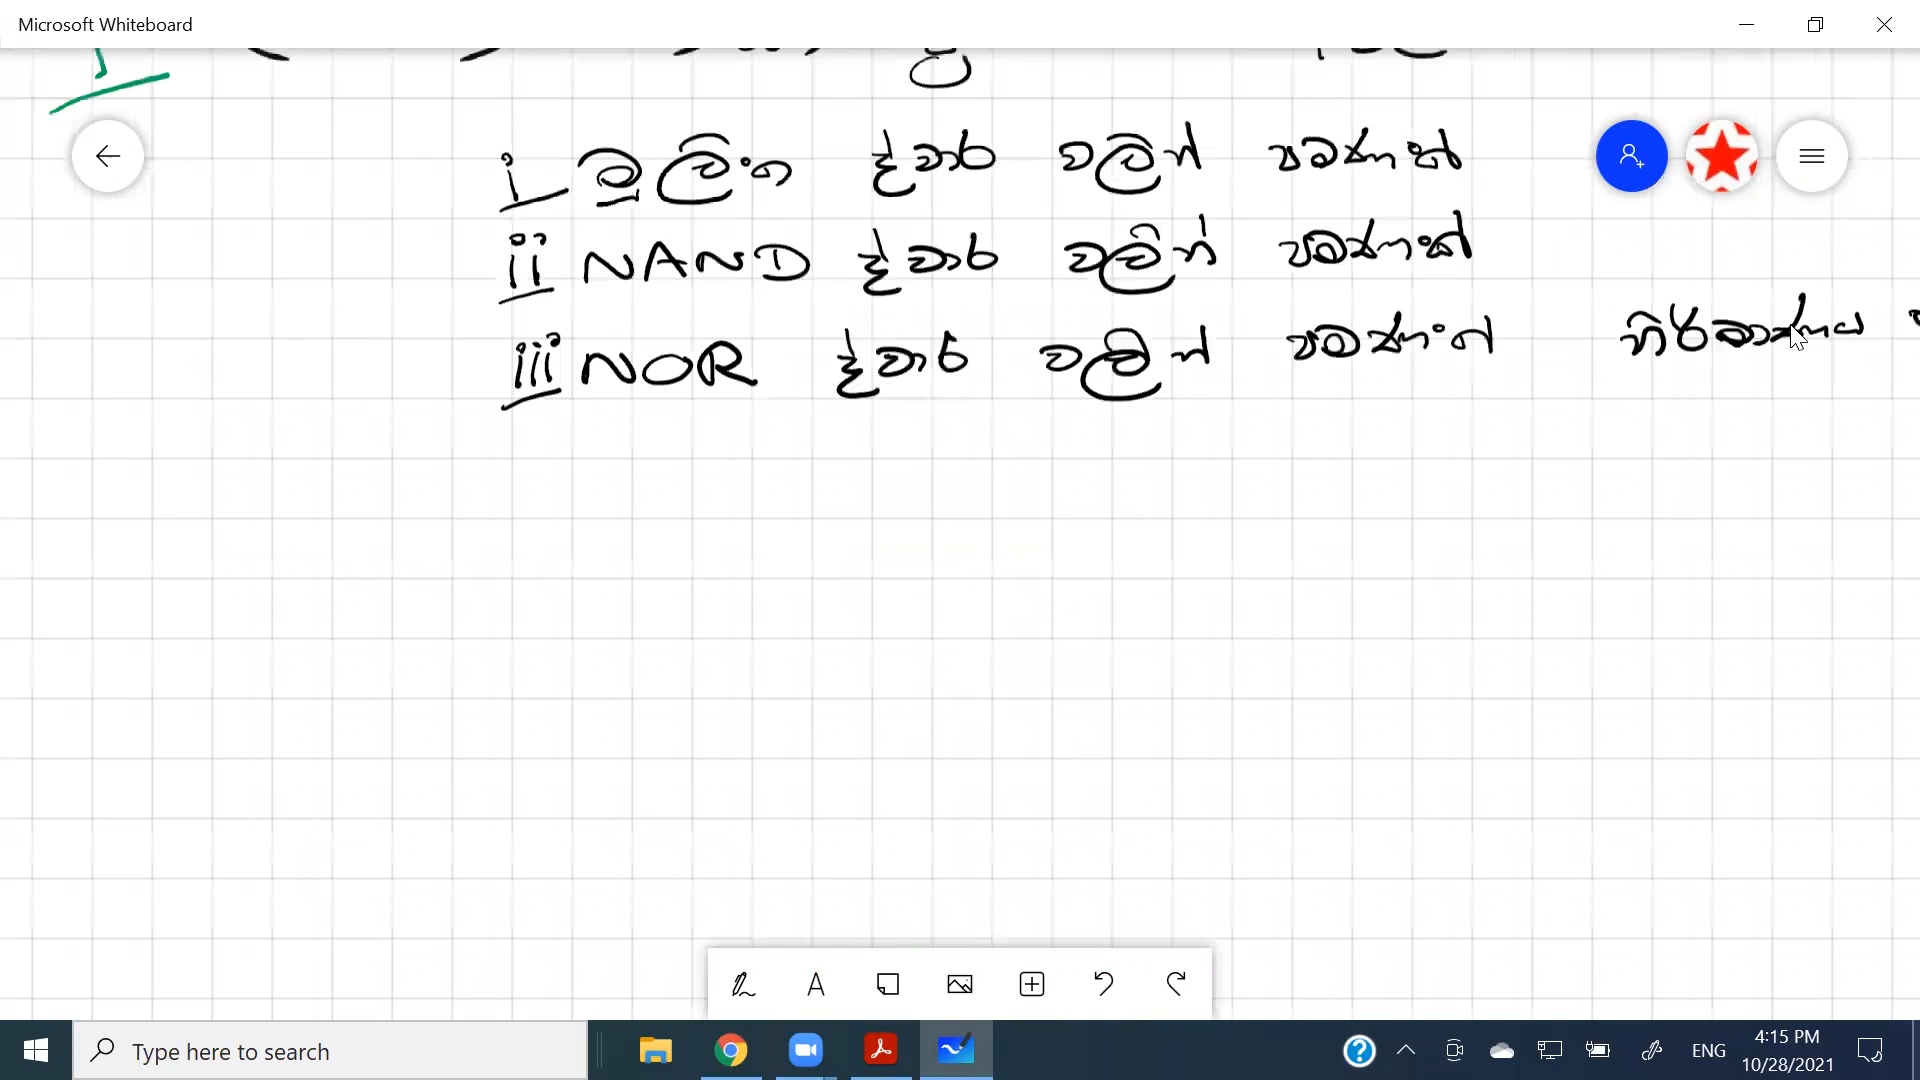 Microsoft Whiteboard
i මූලික ද්වාර වලින් පමණක්
ii NAND ද්වාර වලින් පමණක්
iii NOR ද්වාර වලින් පමණක්
Type here to search
ENG
4:15 PM
10/28/2021